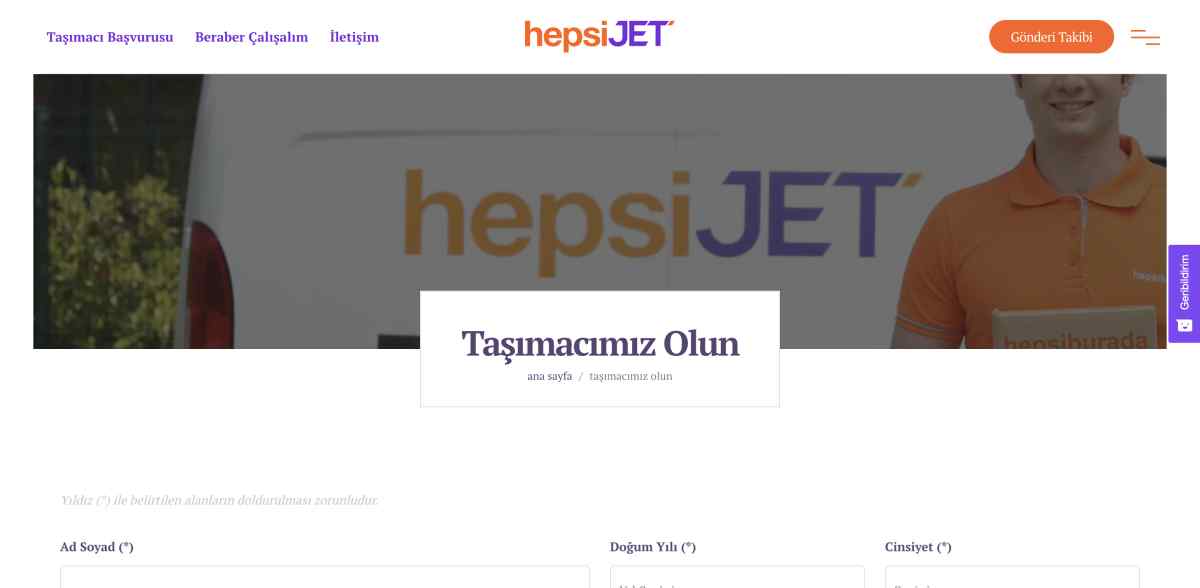 Taşımacı Başvurusu Beraber Çalışalım İletişim
hepsiJET
Gönderi Takibi
hepsiJET
hepsiburada
Geribildirim
Taşımacımız Olun
ana sayfa / taşımacımız olun
Yıldız (*) ile belirtilen alanların doldurulması zorunludur.
Ad Soyad (*) Doğum Yılı (*) Cinsiyet (*)